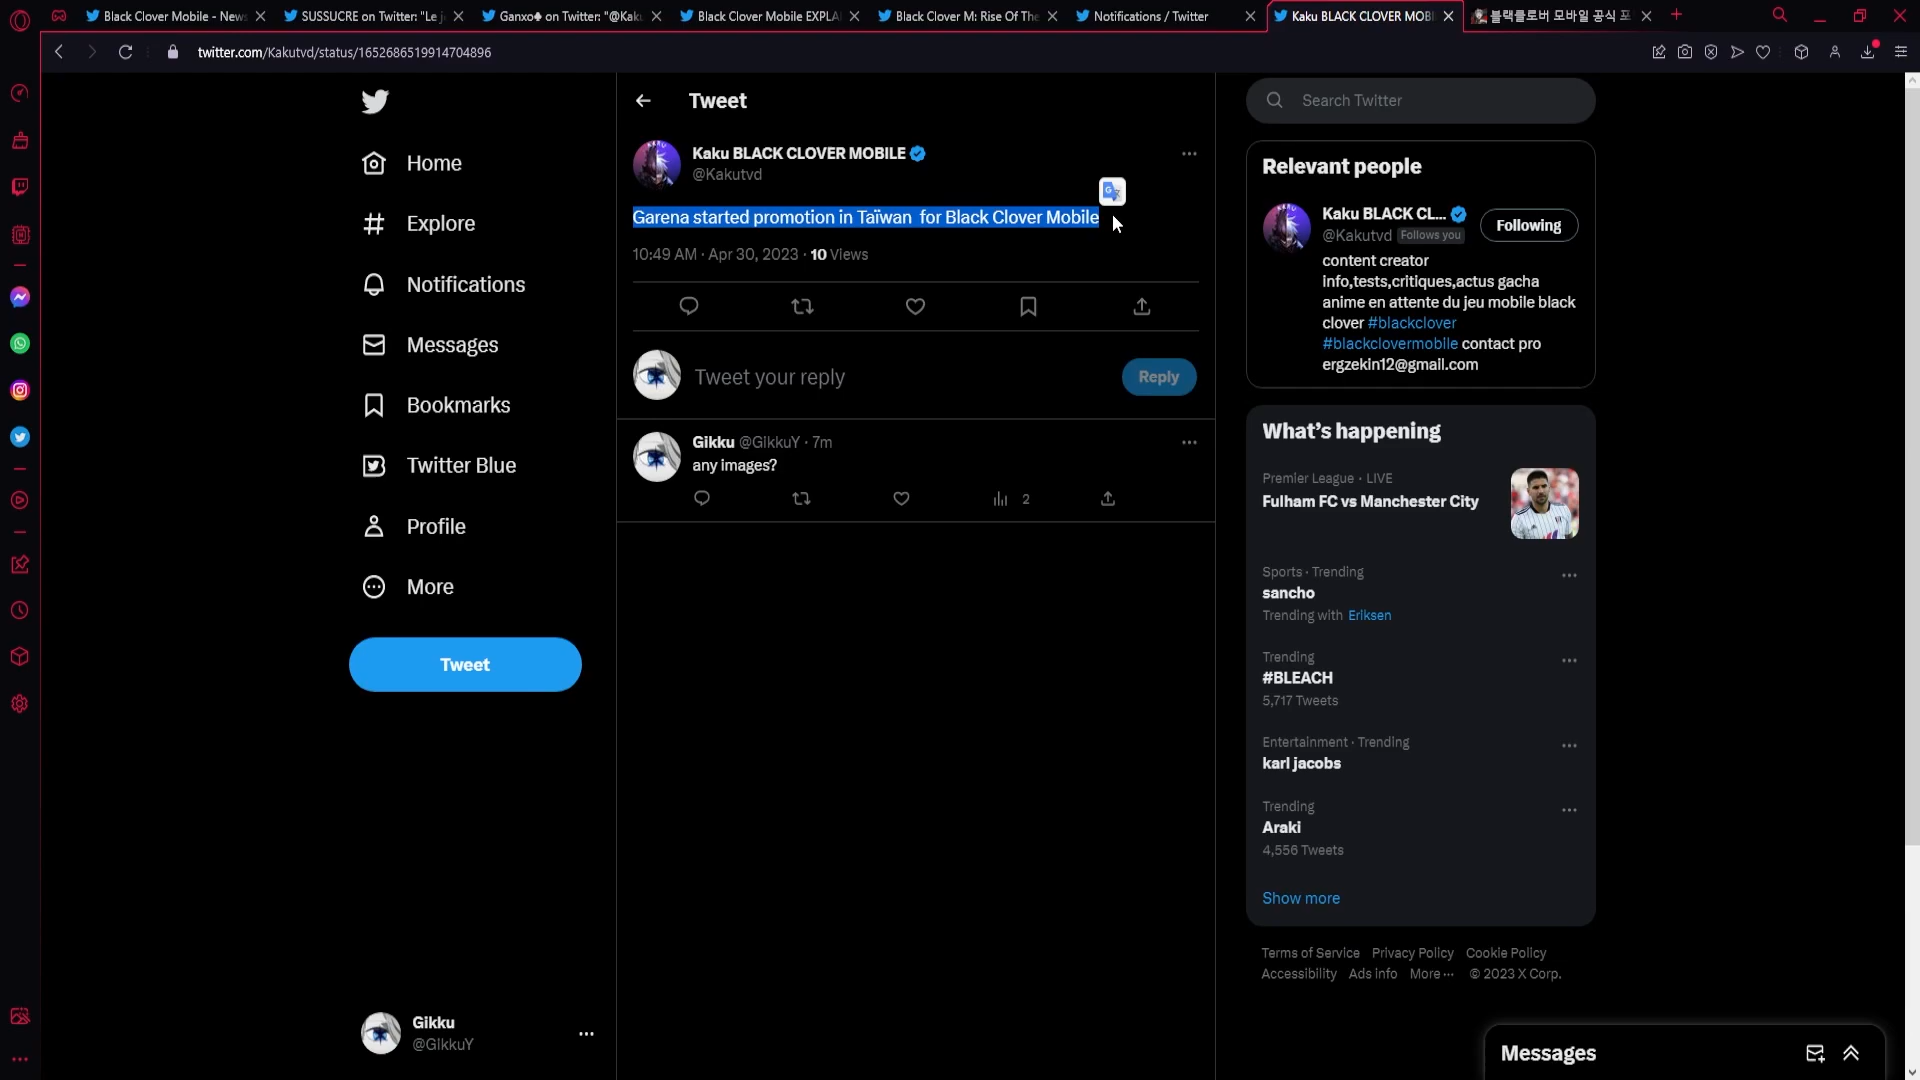 Black Clover Mobile - News
SUSSUCRE on Twitter: "Le j
Ganxo♣ on Twitter: "@Kaku
Black Clover Mobile EXPLA
Black Clover M: Rise Of The
Notifications / Twitter
Kaku BLACK CLOVER MOB
블랙클로버 모바일 공식 포
twitter.com/Kakutvd/status/1652686519914704896
Home
Explore
Notifications
Messages
Bookmarks
Twitter Blue
Profile
More
Tweet
Gikku
@GikkuY
Tweet
Kaku BLACK CLOVER MOBILE
@Kakutvd
Garena started promotion in Taïwan for Black Clover Mobile
10:49 AM · Apr 30, 2023 · 10 Views
Tweet your reply
Reply
Gikku @GikkuY · 7m
any images?
2
Search Twitter
Relevant people
Kaku BLACK CL...
@Kakutvd Follows you
Following
content creator
info,tests,critiques,actus gacha
anime en attente du jeu mobile black
clover #blackclover
#blackclovermobile contact pro
ergzekin12@gmail.com
What's happening
Premier League · LIVE
Fulham FC vs Manchester City
Sports · Trending
sancho
Trending with Eriksen
Trending
#BLEACH
5,717 Tweets
Entertainment · Trending
karl jacobs
Trending
Araki
4,556 Tweets
Show more
Terms of Service Privacy Policy Cookie Policy
Accessibility Ads info More ··· © 2023 X Corp.
Messages